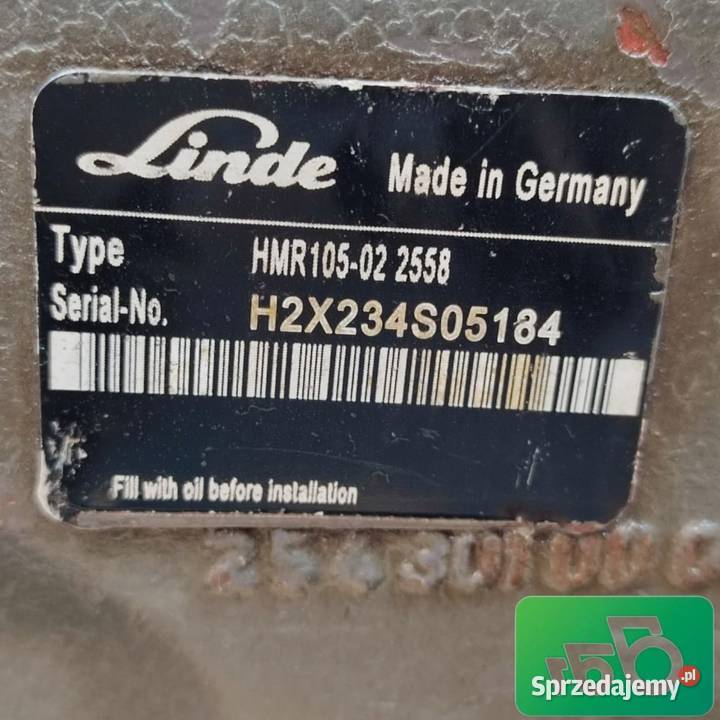 Linde Made in Germany
Type HMR105-02 2558
Serial-No. H2X234S05184
Fill with oil before installation
Sprzedajemy.pl